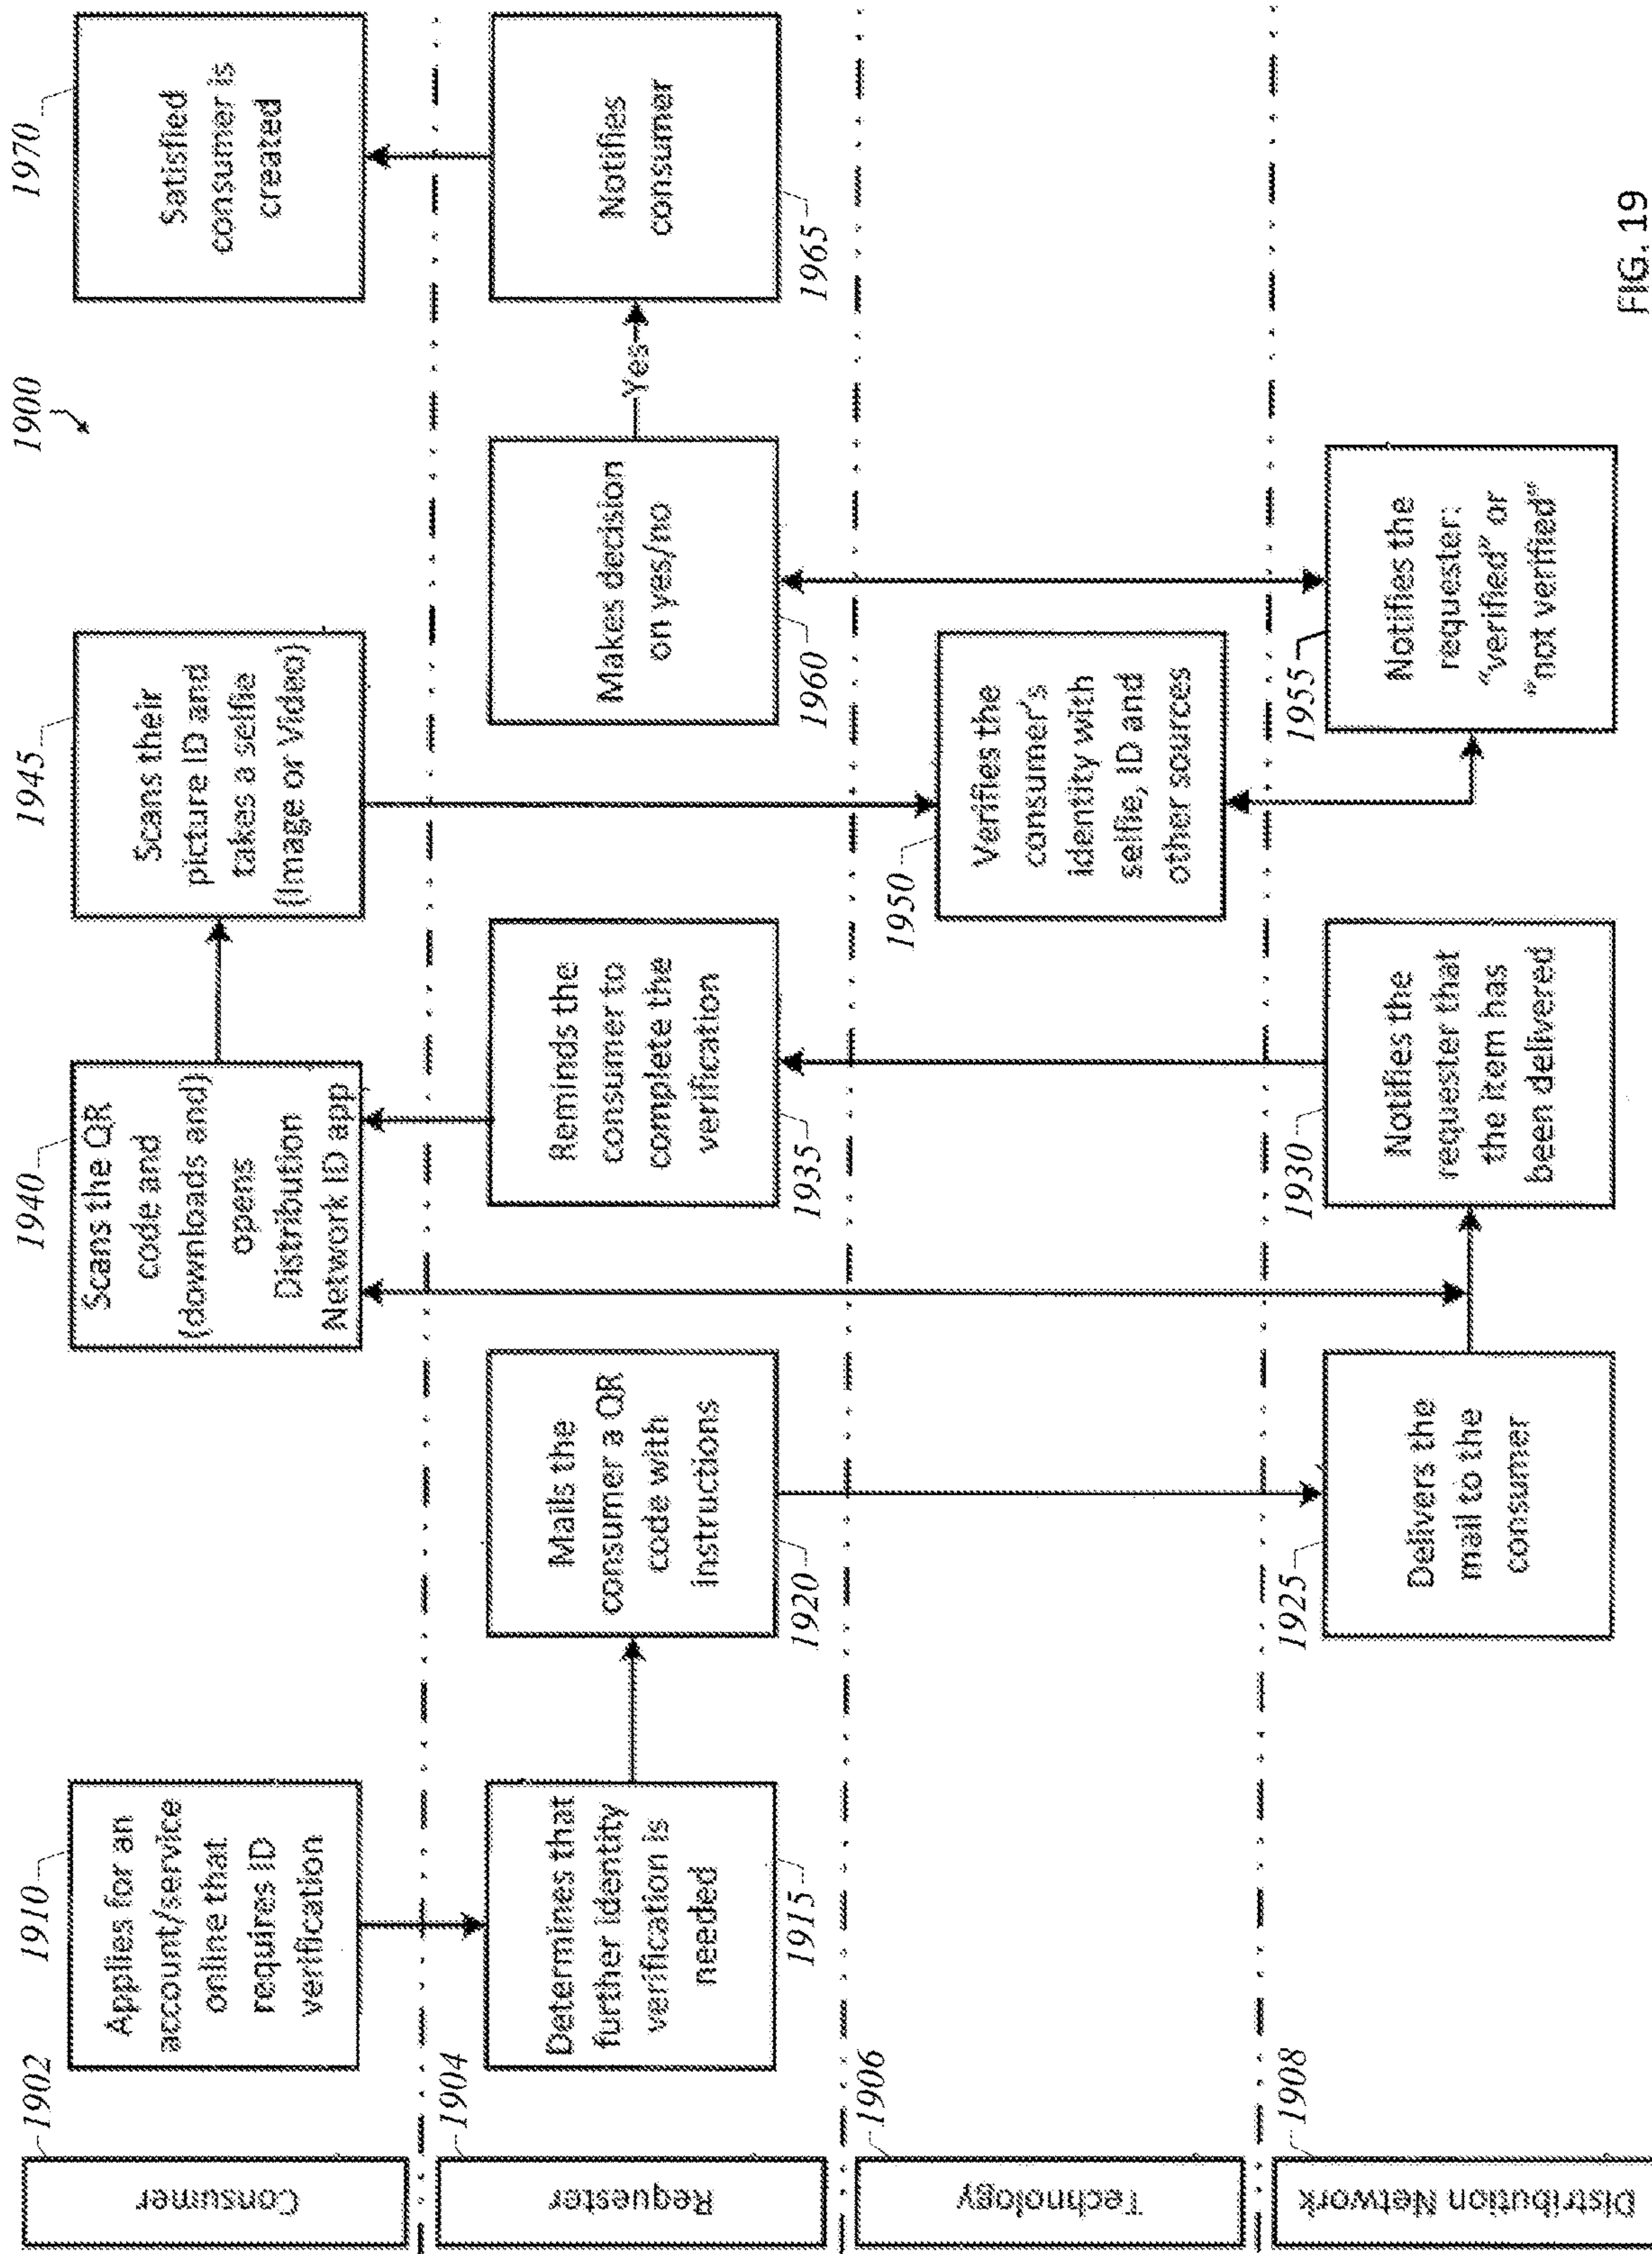 1900
Consumer
1902
Applies for an
account/service
online that
requires ID
verification
1910
Scans the QR
code and
(downloads and)
opens
Distribution
Network ID app
1940
Scans their
picture ID and
takes a selfie
(Image or Video)
1945
Satisfied
consumer is
created
1970
Requester
1904
Determines that
further identity
verification is
needed
1915
Mails the
consumer a QR
code with
instructions
1920
Reminds the
consumer to
complete the
verification
1935
Makes decision
on yes/no
1960
Yes
Notifies
consumer
1965
Technology
1906
Verifies the
consumer's
identity with
selfie, ID and
other sources
1950
Distribution Network
1908
Delivers the
mail to the
consumer
1925
Notifies the
requester that
the item has
been delivered
1930
Notifies the
requester:
"verified" or
"not verified"
1955
FIG. 19